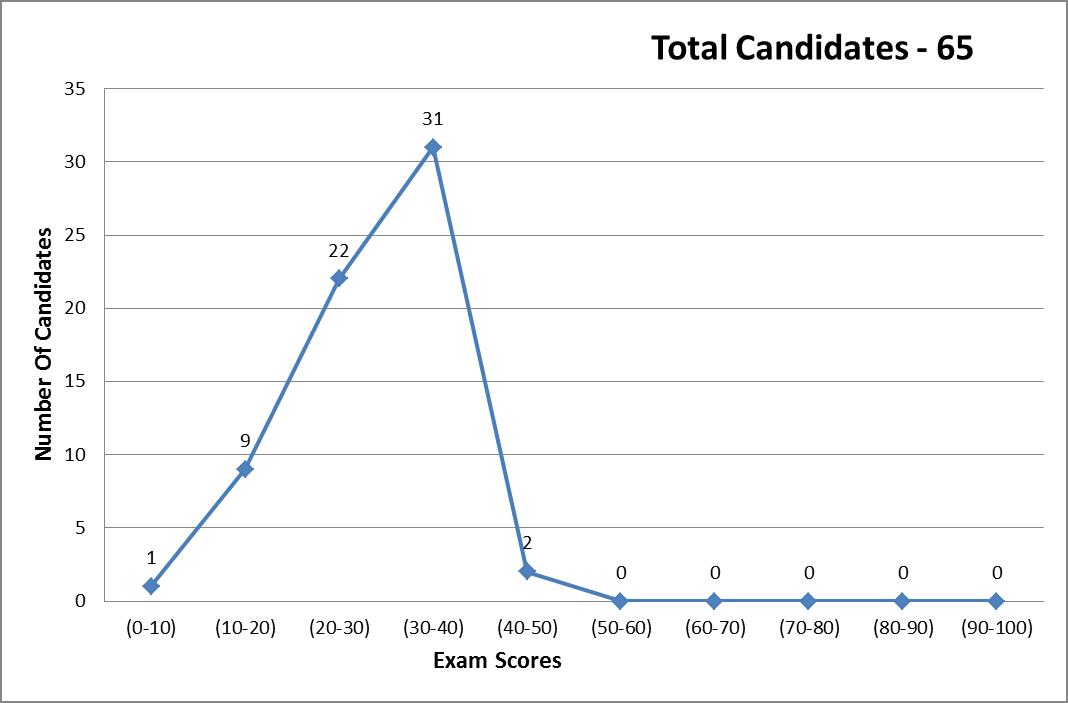 Total Candidates - 65
35
31
30
25
22
20
15
10
9
5
2
1
0 0 0 0 0
0
(0-10) (10-20) (20-30) (30-40) (40-50) (50-60) (60-70) (70-80) (80-90) (90-100)
Number Of Candidates
Exam Scores